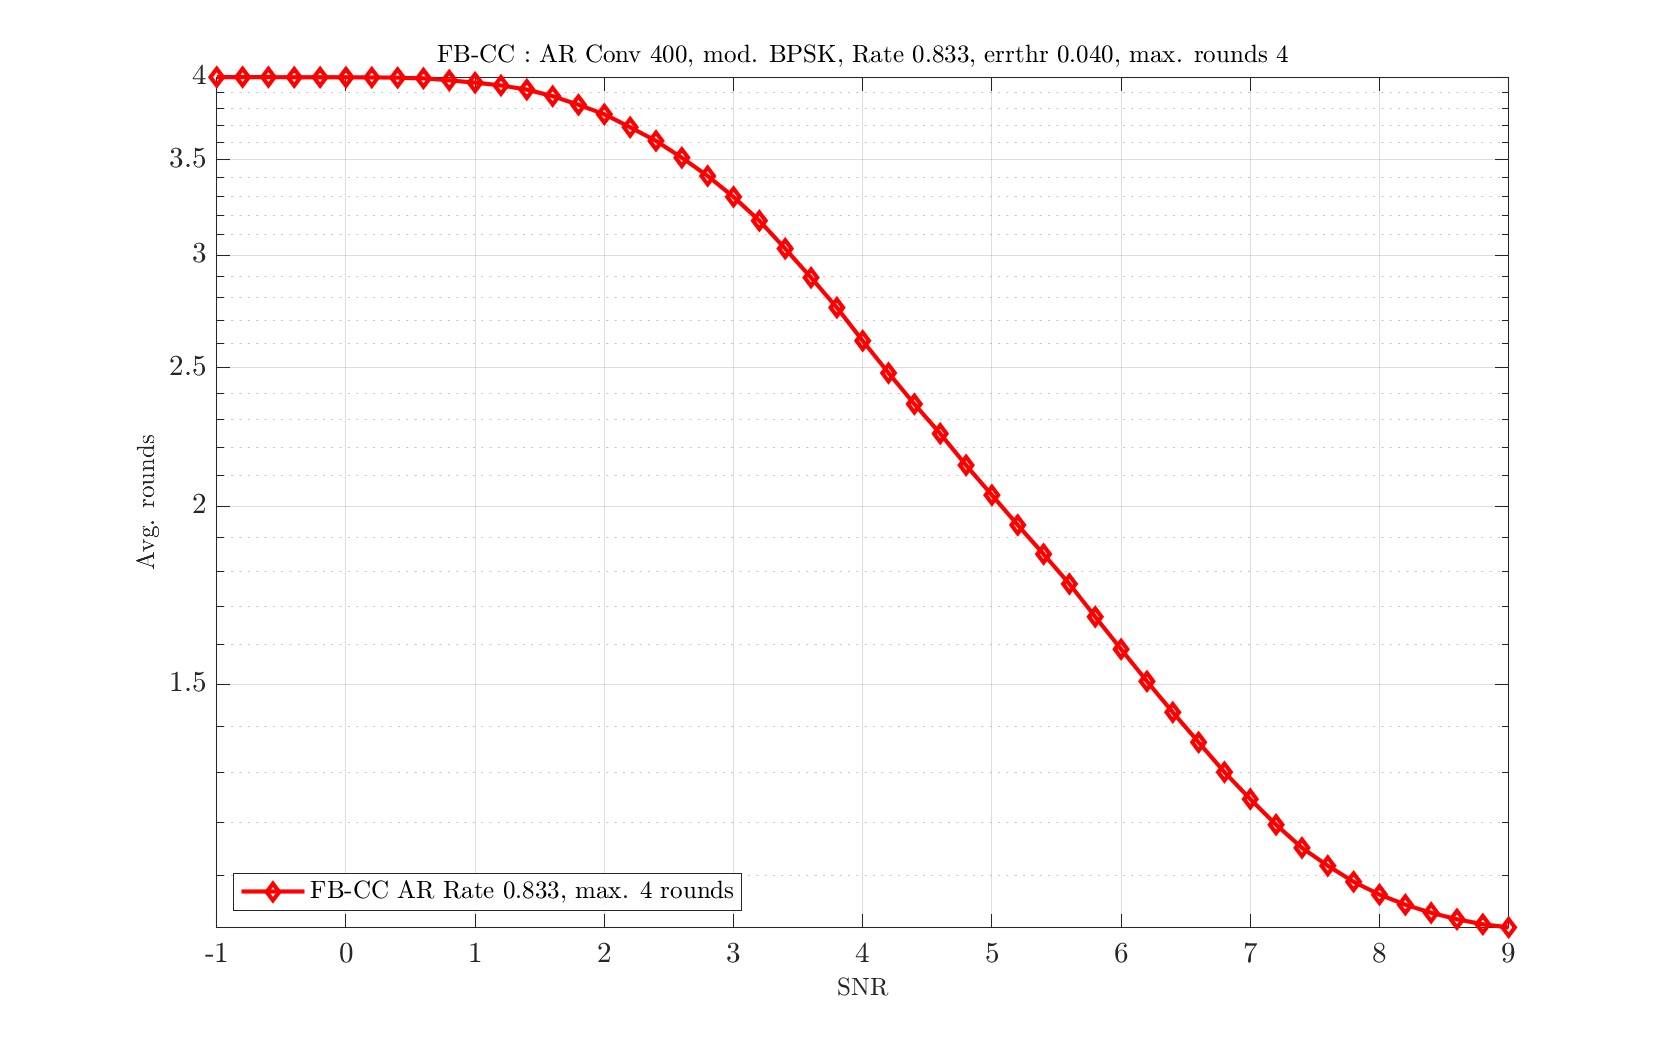 FB-CC : AR Conv 400, mod. BPSK, Rate 0.833, errthr 0.040, max. rounds 4
4
3.5
3
2.5
2
1.5
Avg. rounds
FB-CC AR Rate 0.833, max. 4 rounds
-1 0 1 2 3 4 5 6 7 8 9
SNR